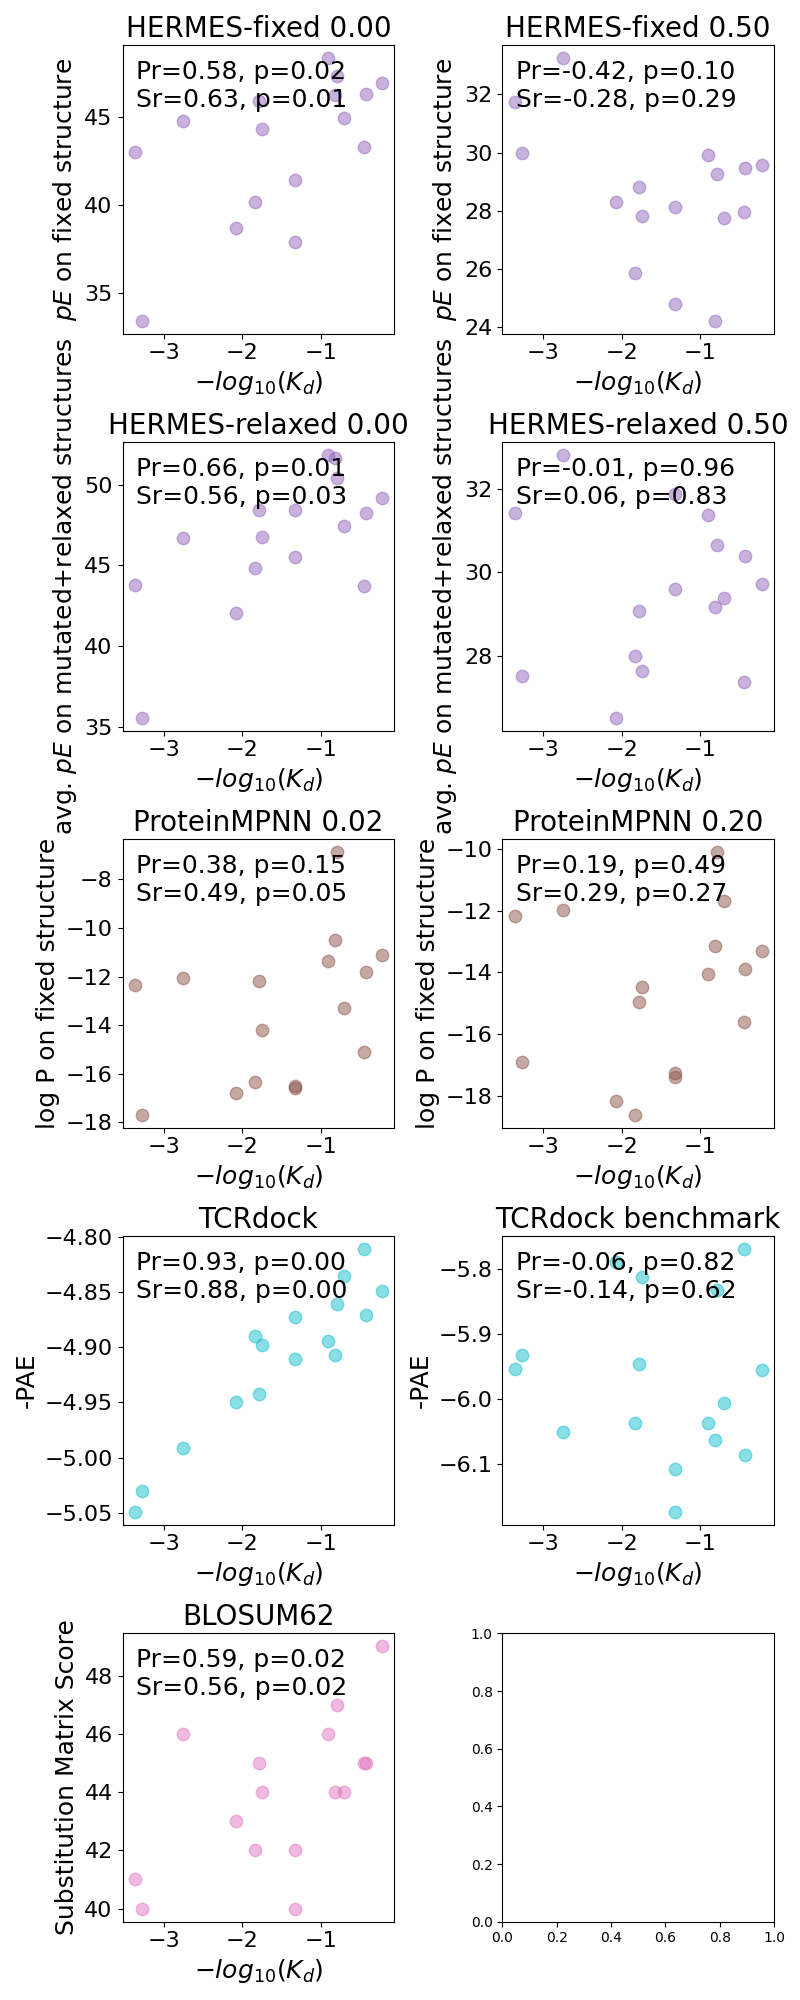 HERMES-fixed 0.00
Pr=0.58, p=0.02
Sr=0.63, p=0.01
pE on fixed structure
45
40
35
−3 −2 −1
−log10(Kd)
HERMES-fixed 0.50
Pr=-0.42, p=0.10
Sr=-0.28, p=0.29
pE on fixed structure
32
30
28
26
24
−3 −2 −1
−log10(Kd)
HERMES-relaxed 0.00
Pr=0.66, p=0.01
Sr=0.56, p=0.03
avg. pE on mutated+relaxed structures
50
45
40
35
−3 −2 −1
−log10(Kd)
HERMES-relaxed 0.50
Pr=-0.01, p=0.96
Sr=0.06, p=0.83
avg. pE on mutated+relaxed structures
32
30
28
−3 −2 −1
−log10(Kd)
ProteinMPNN 0.02
Pr=0.38, p=0.15
Sr=0.49, p=0.05
log P on fixed structure
−8
−10
−12
−14
−16
−18
−3 −2 −1
−log10(Kd)
ProteinMPNN 0.20
Pr=0.19, p=0.49
Sr=0.29, p=0.27
log P on fixed structure
−10
−12
−14
−16
−18
−3 −2 −1
−log10(Kd)
TCRdock
Pr=0.93, p=0.00
Sr=0.88, p=0.00
-PAE
−4.80
−4.85
−4.90
−4.95
−5.00
−5.05
−3 −2 −1
−log10(Kd)
TCRdock benchmark
Pr=-0.06, p=0.82
Sr=-0.14, p=0.62
-PAE
−5.8
−5.9
−6.0
−6.1
−3 −2 −1
−log10(Kd)
BLOSUM62
Pr=0.59, p=0.02
Sr=0.56, p=0.02
Substitution Matrix Score
48
46
44
42
40
−3 −2 −1
−log10(Kd)
1.0
0.8
0.6
0.4
0.2
0.0
0.0 0.2 0.4 0.6 0.8 1.0